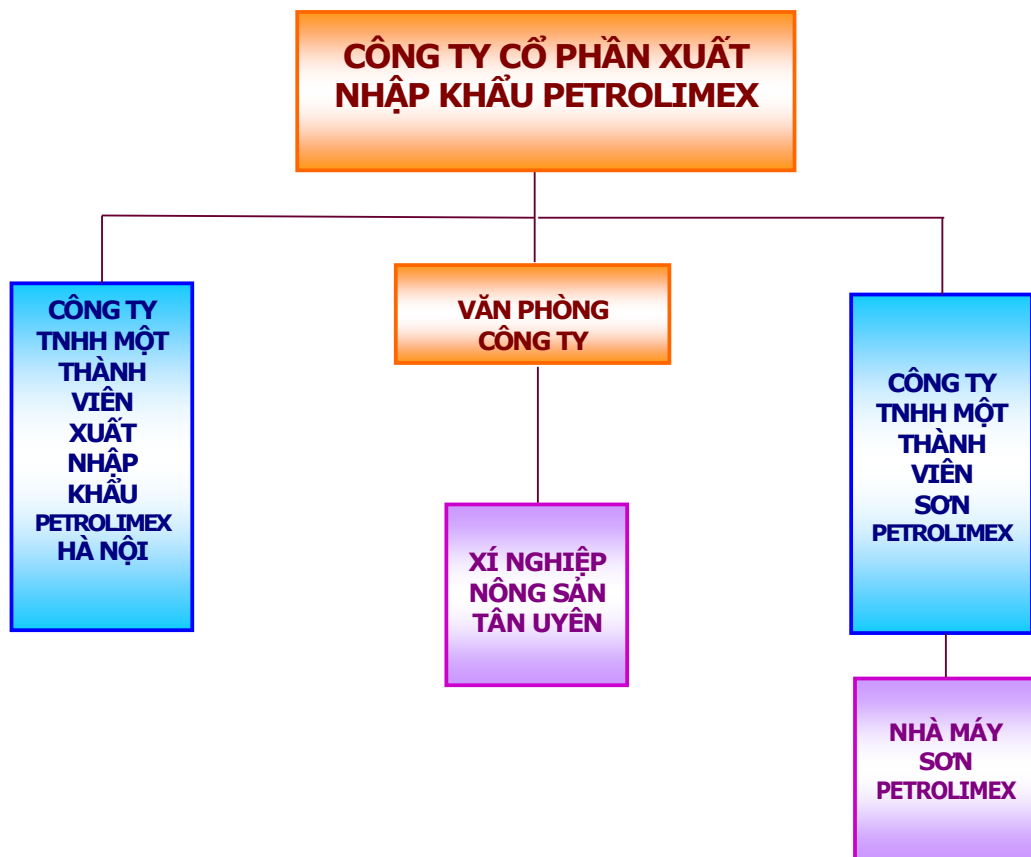 CÔNG TY CỔ PHẦN XUẤT
NHẬP KHẨU PETROLIMEX
CÔNG TY
TNHH MỘT
THÀNH
VIÊN
XUẤT
NHẬP
KHẨU
PETROLIMEX
HÀ NỘI
VĂN PHÒNG
CÔNG TY
CÔNG TY
TNHH MỘT
THÀNH
VIÊN
SƠN
PETROLIMEX
XÍ NGHIỆP
NÔNG SẢN
TÂN UYÊN
NHÀ MÁY
SƠN
PETROLIMEX